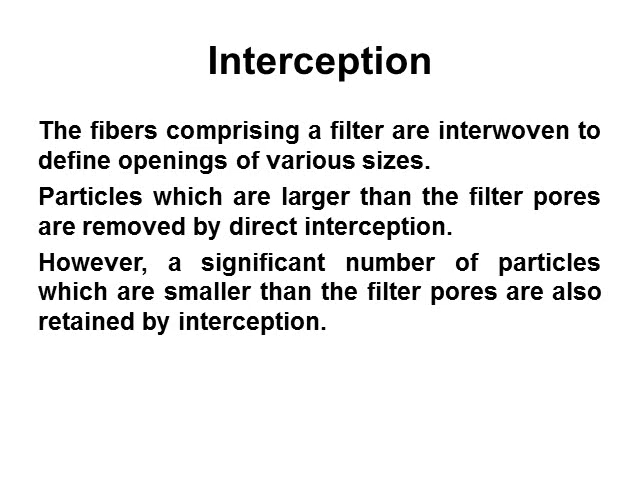 Interception
The fibers comprising a filter are interwoven to
define openings of various sizes.
Particles which are larger than the filter pores
are removed by direct interception.
However, a significant number of particles
which are smaller than the filter pores are also
retained by interception.